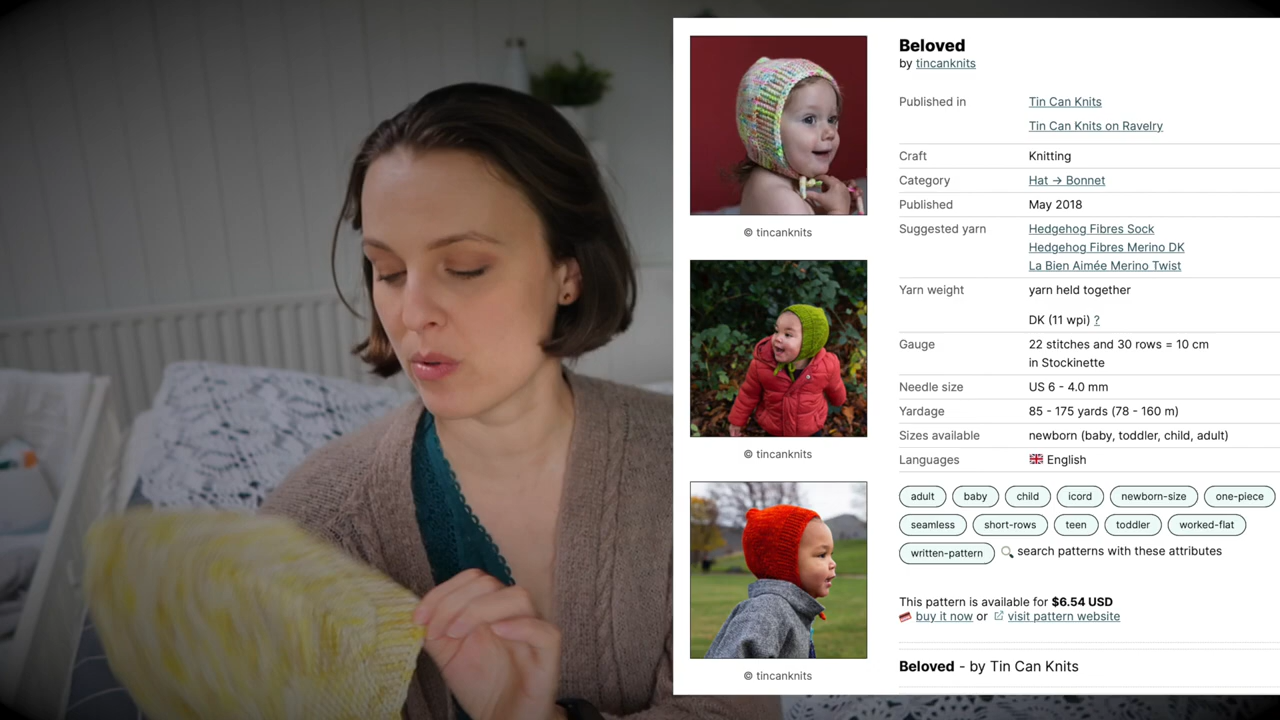 Beloved
by tincanknits
Published in
Tin Can Knits
Tin Can Knits on Ravelry
Craft
Knitting
Category
Hat → Bonnet
Published
May 2018
Suggested yarn
Hedgehog Fibres Sock
Hedgehog Fibres Merino DK
La Bien Aimée Merino Twist
Yarn weight
yarn held together
DK (11 wpi) ?
Gauge
22 stitches and 30 rows = 10 cm
in Stockinette
Needle size
US 6 - 4.0 mm
Yardage
85 - 175 yards (78 - 160 m)
Sizes available
newborn (baby, toddler, child, adult)
Languages
English
adult
baby
child
icord
newborn-size
one-piece
seamless
short-rows
teen
toddler
worked-flat
written-pattern
search patterns with these attributes
This pattern is available for $6.54 USD
buy it now or visit pattern website
Beloved - by Tin Can Knits
© tincanknits
© tincanknits
© tincanknits